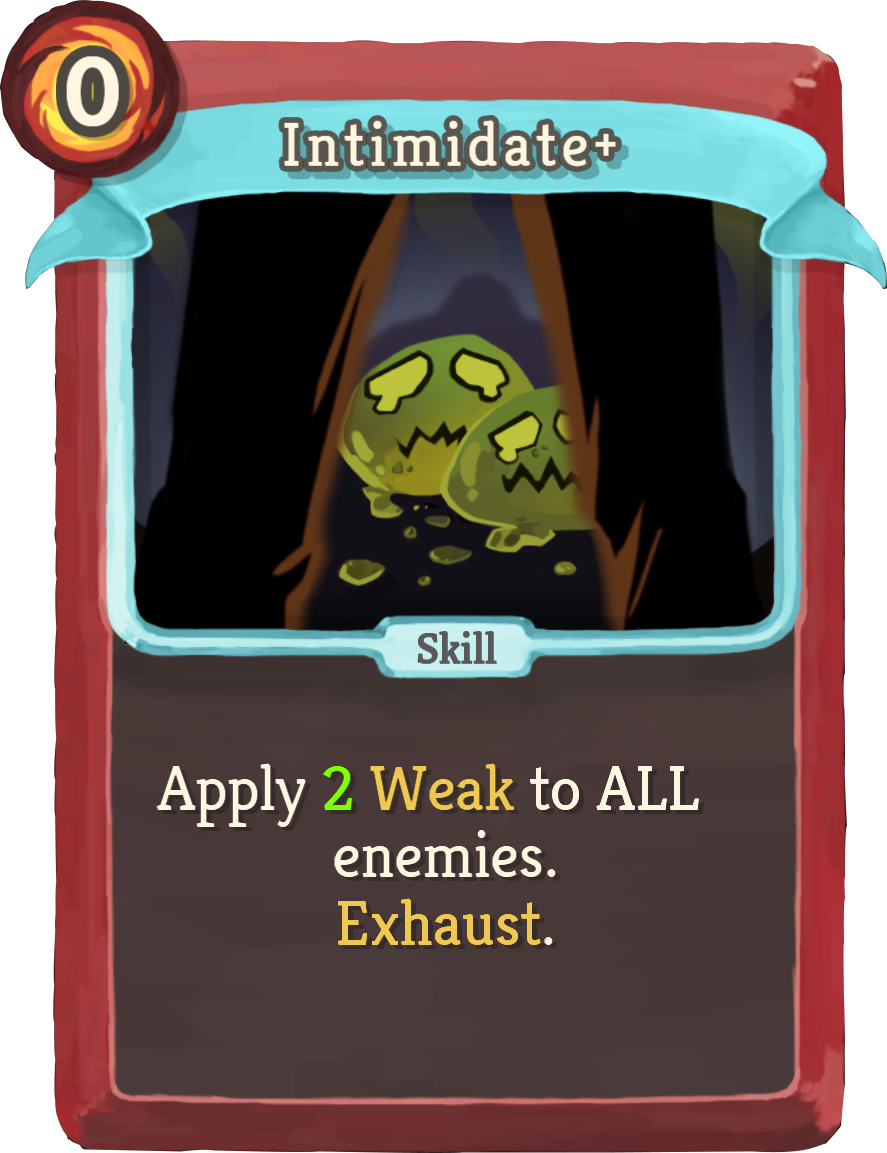 0
Intimidate+
Skill
Apply 2 Weak to ALL
enemies.
Exhaust.